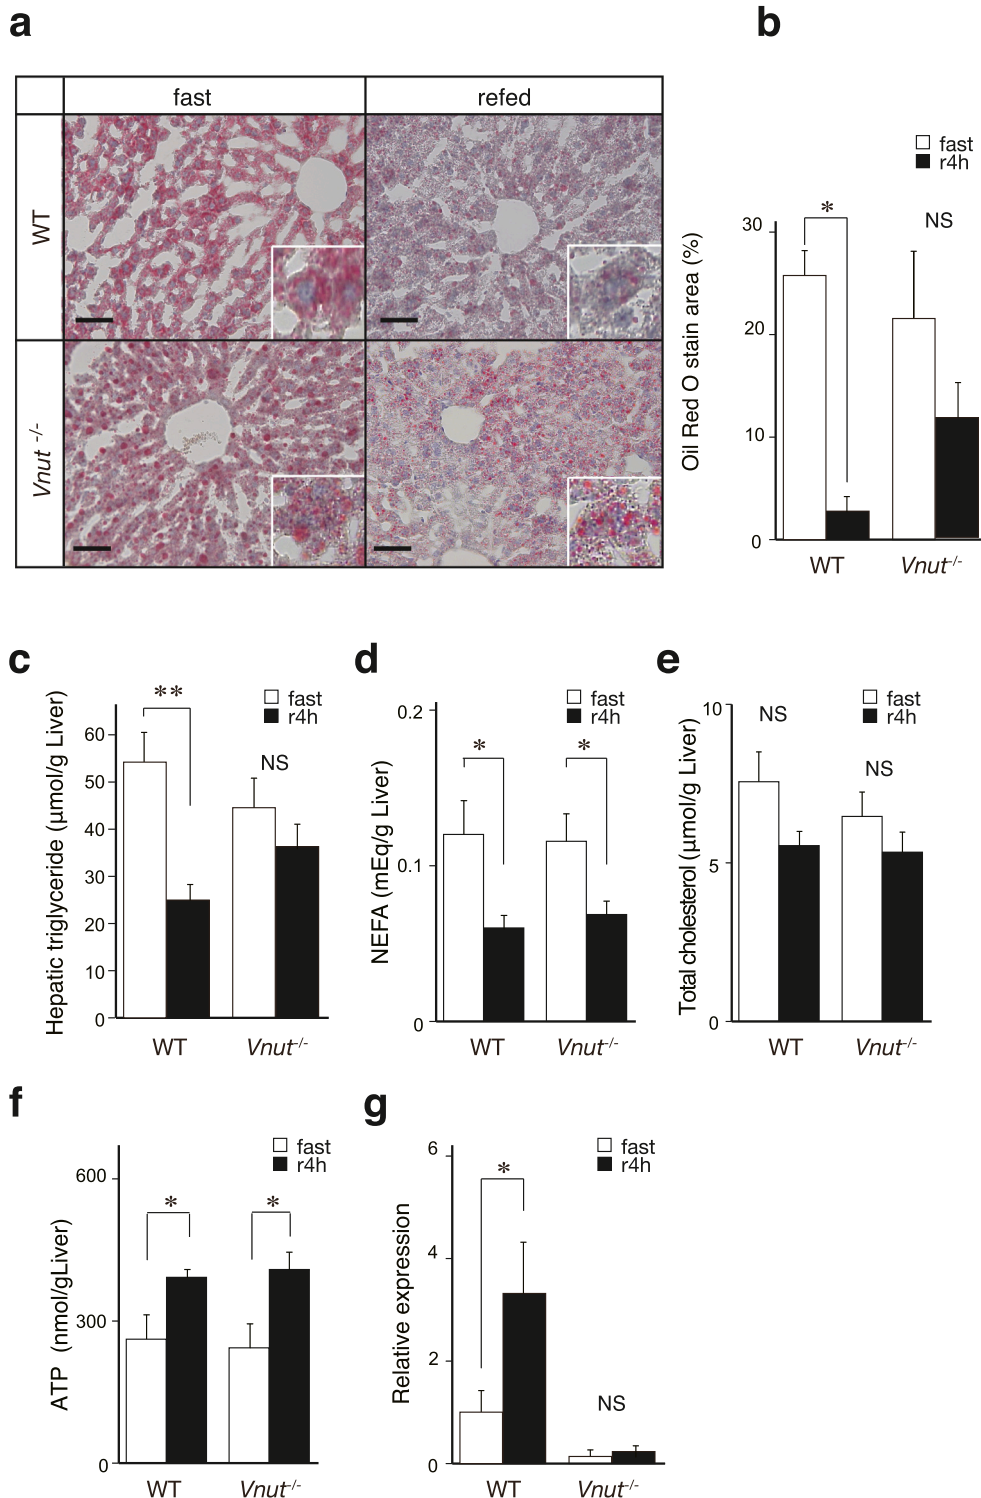 a
fast
refed
WT
Vnut -/-
b
fast
r4h
Oil Red O stain area (%)
30
20
10
0
*
NS
WT
Vnut-/-
c
fast
r4h
Hepatic triglyceride (µmol/g Liver)
60
50
40
30
20
10
0
**
NS
WT
Vnut-/-
d
fast
r4h
NEFA (mEq/g Liver)
0.2
0.1
0
*
*
WT
Vnut-/-
e
fast
r4h
Total cholesterol (µmol/g Liver)
10
5
0
NS
NS
WT
Vnut-/-
f
fast
r4h
ATP (nmol/gLiver)
600
300
0
*
*
WT
Vnut-/-
g
fast
r4h
Relative expression
6
4
2
0
*
NS
WT
Vnut-/-